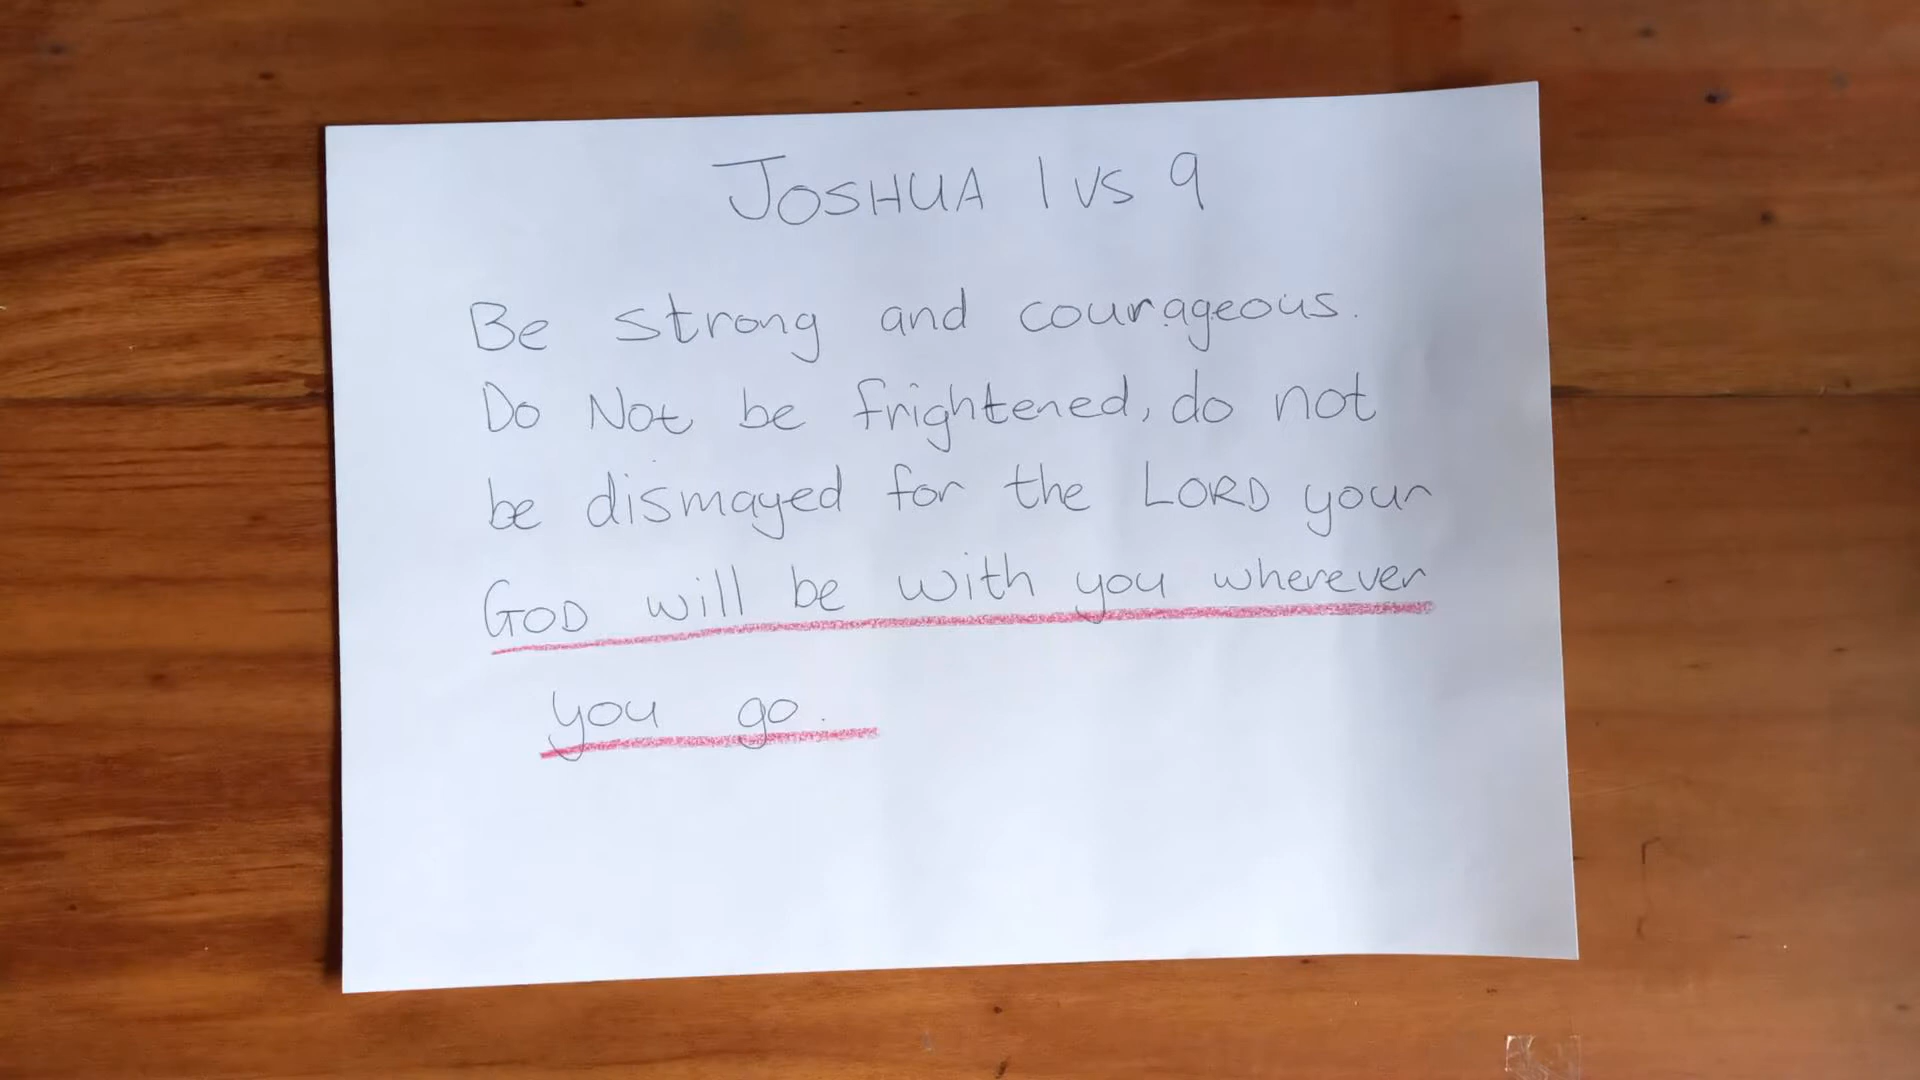 JOSHUA 1 VS 9
Be strong and courageous.
Do Not be frightened, do not
be dismayed for the LORD your
GOD will be with you wherever
you go.